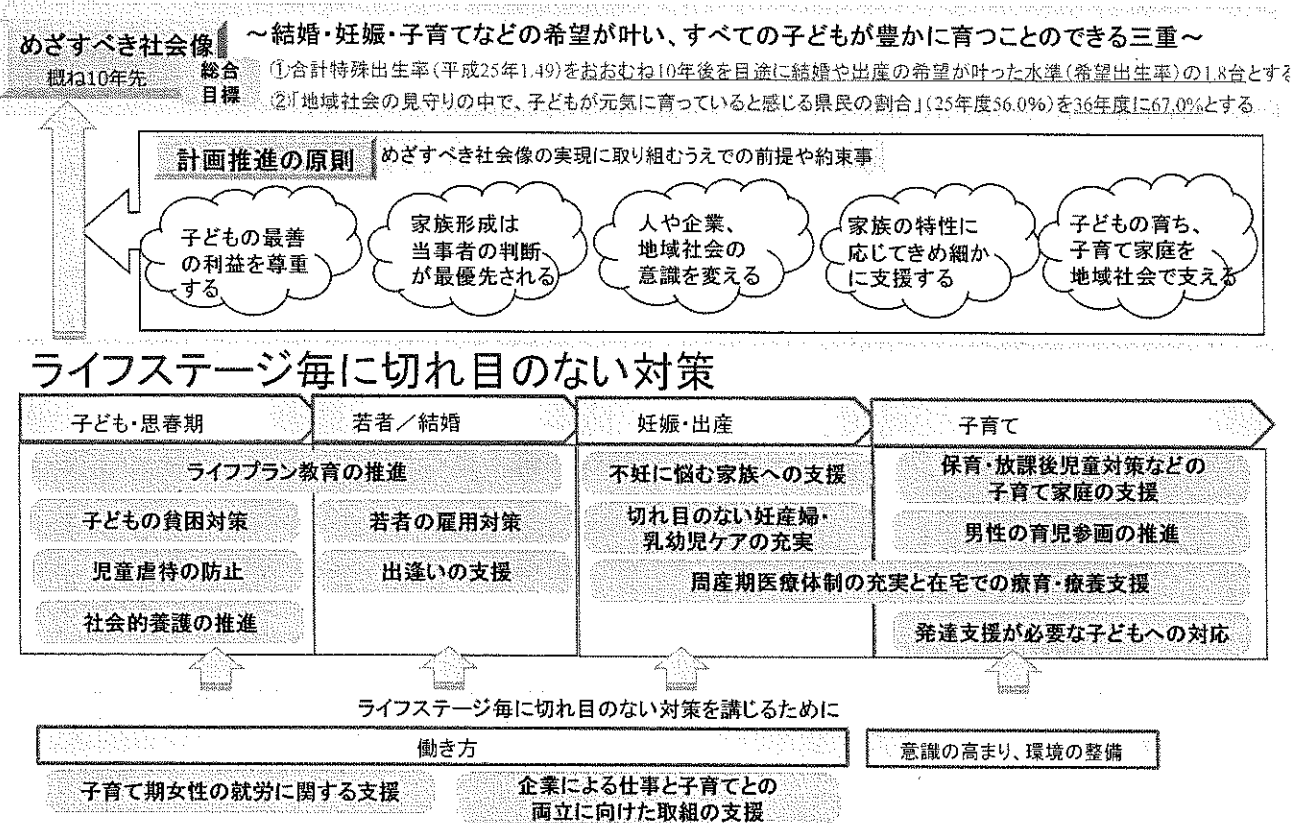 めざすべき社会像
概ね10年先
~結婚・妊娠・子育てなどの希望が叶い、すべての子どもが豊かに育つことのできる三重~
総合
目標
①合計特殊出生率(平成25年1.49)をおおむね10年後を目途に結婚や出産の希望が叶った水準(希望出生率)の1.8台とする
②「地域社会の見守りの中で、子どもが元気に育っていると感じる県民の割合」(25年度56.0%)を36年度に67.0%とする
計画推進の原則
めざすべき社会像の実現に取り組むうえでの前提や約束事
子どもの最善
の利益を尊重
する
家族形成は
当事者の判断
が最優先される
人や企業、
地域社会の
意識を変える
家族の特性に
応じてきめ細か
に支援する
子どもの育ち、
子育て家庭を
地域社会で支える
ライフステージ毎に切れ目のない対策
子ども・思春期
若者/結婚
妊娠・出産
子育て
ライフプラン教育の推進
子どもの貧困対策
児童虐待の防止
社会的養護の推進
若者の雇用対策
出逢いの支援
不妊に悩む家族への支援
切れ目のない妊産婦・
乳幼児ケアの充実
保育・放課後児童対策などの
子育て家庭の支援
男性の育児参画の推進
周産期医療体制の充実と在宅での療育・療養支援
発達支援が必要な子どもへの対応
ライフステージ毎に切れ目のない対策を講じるために
働き方
意識の高まり、環境の整備
子育て期女性の就労に関する支援
企業による仕事と子育てとの
両立に向けた取組の支援